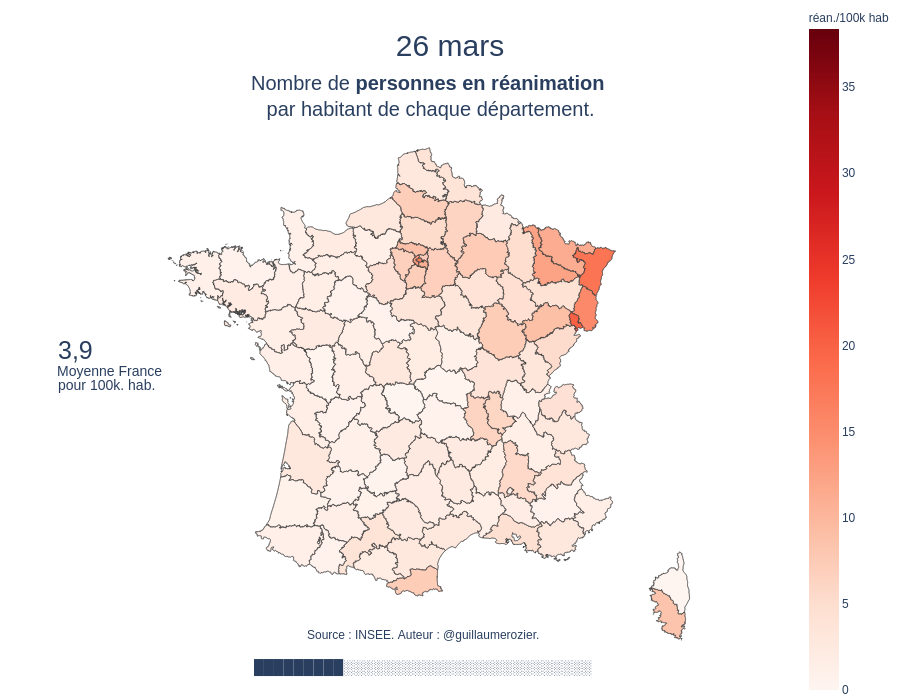 réan./100k hab
26 mars
Nombre de personnes en réanimation
par habitant de chaque département.
35
30
25
20
15
10
5
0
3,9
Moyenne France
pour 100k. hab.
Source : INSEE. Auteur : @guillaumerozier.